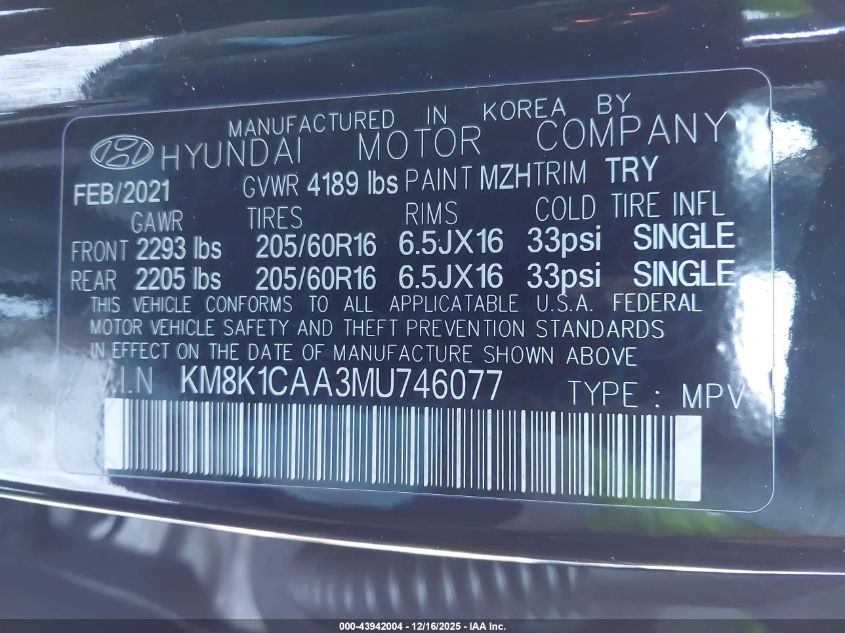 MANUFACTURED IN KOREA BY
HYUNDAI MOTOR COMPANY
FEB/2021 GVWR 4189 lbs PAINT MZH TRIM TRY
GAWR TIRES RIMS COLD TIRE INFL
FRONT 2293 lbs 205/60R16 6.5JX16 33psi SINGLE
REAR 2205 lbs 205/60R16 6.5JX16 33psi SINGLE
THIS VEHICLE CONFORMS TO ALL APPLICATABLE U.S.A. FEDERAL
MOTOR VEHICLE SAFETY AND THEFT PREVENTION STANDARDS
IN EFFECT ON THE DATE OF MANUFACTURE SHOWN ABOVE
V.I.N KM8K1CAA3MU746077 TYPE : MPV
000-43942004 - 12/16/2025 - IAA Inc.